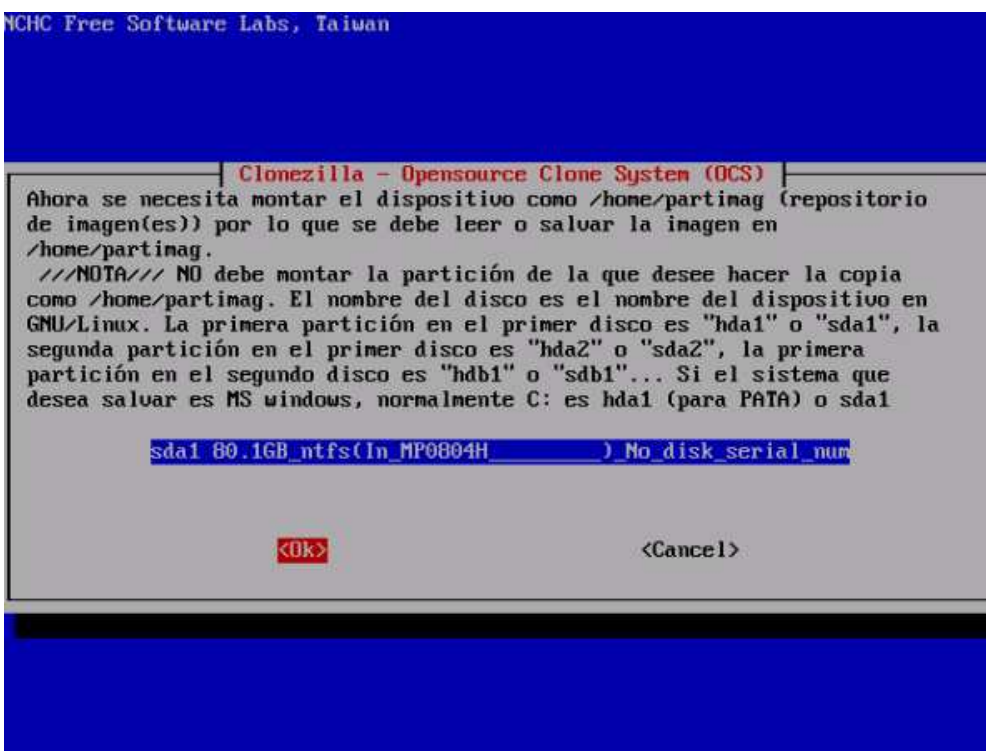 NCHC Free Software Labs, Taiwan
Clonezilla - Opensource Clone System (OCS)
Ahora se necesita montar el dispositivo como /home/partimag (repositorio
de imagen(es)) por lo que se debe leer o salvar la imagen en
/home/partimag.
///NOTA/// NO debe montar la partición de la que desee hacer la copia
como /home/partimag. El nombre del disco es el nombre del dispositivo en
GNU/Linux. La primera partición en el primer disco es "hda1" o "sda1", la
segunda partición en el primer disco es "hda2" o "sda2", la primera
partición en el segundo disco es "hdb1" o "sdb1"... Si el sistema que
desea salvar es MS windows, normalmente C: es hda1 (para PATA) o sda1
sda1 80.1GB_ntfs(In_MP0804H_________)_No_disk_serial_num
<Ok> <Cancel>